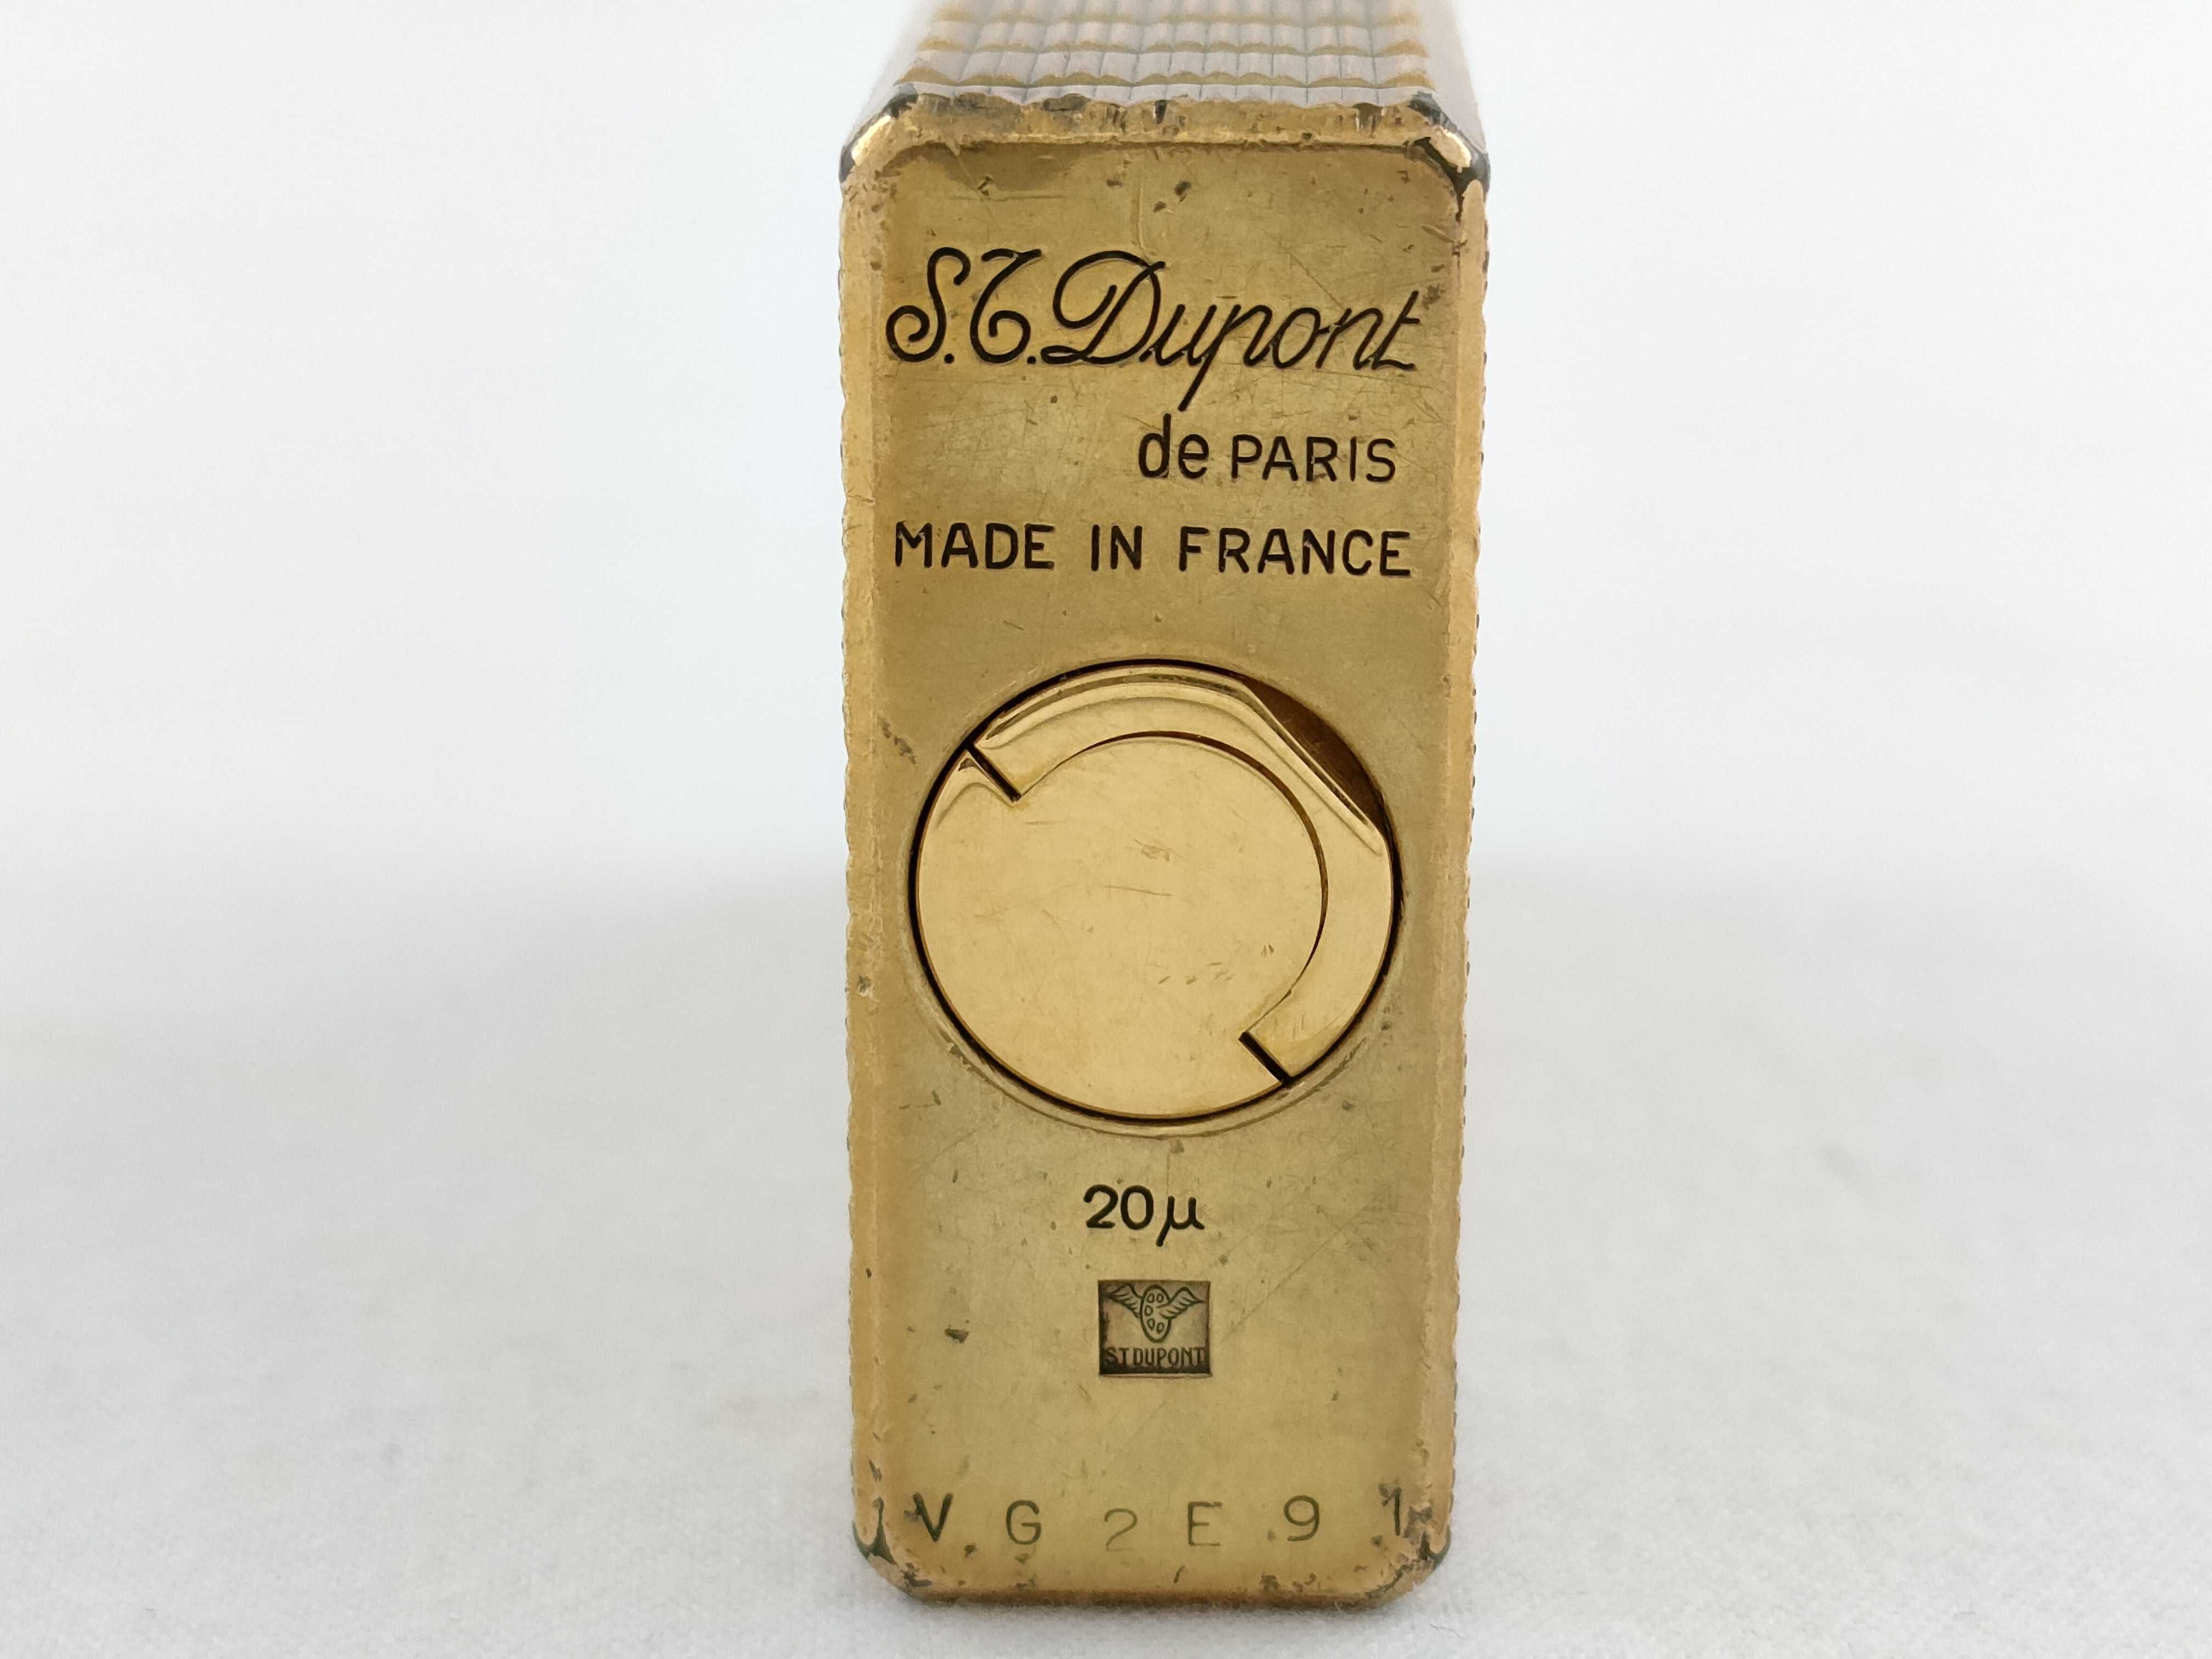 S.T. Dupont
de PARIS
MADE IN FRANCE
20µ
ST DUPONT
V G 2 E 9 1